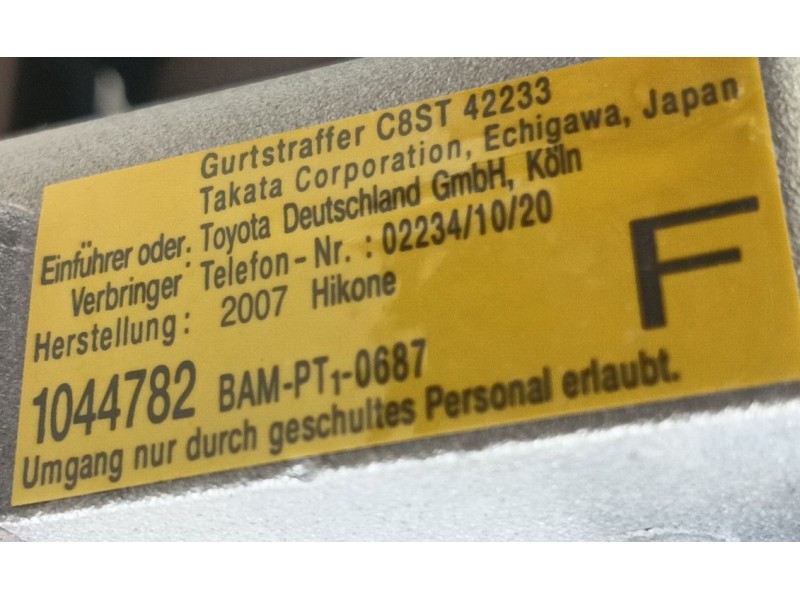 Gurtstraffer C8ST 42233
Takata Corporation, Echigawa, Japan
Einführer oder. Toyota Deutschland GmbH, Köln
Verbringer Telefon-Nr. : 02234/10/20
Herstellung : 2007 Hikone
F
1044782 BAM-PT1-0687
Umgang nur durch geschultes Personal erlaubt.